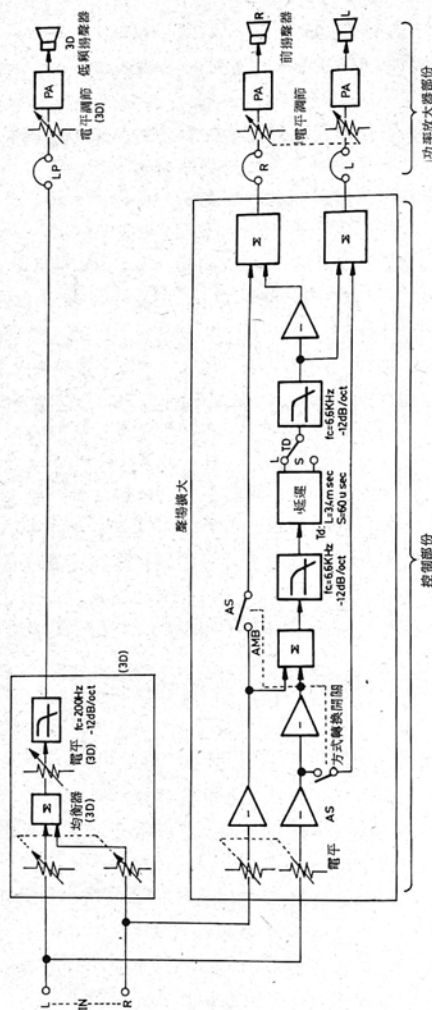 L
IN
R
均衡器
(3D)
M
電平
(3D)
fc=200Hz
-12dB/oct
(3D)
LP
電平調節
(3D)
PA
3D
低頻揚聲器
聲場擴大
電平
I
I
AS
I
方式轉換開關
AMB
AS
M
fc=6.6KHz
-12dB/oct
延遲
Td: L=3.4m sec
S=60u sec
L
TD
S
fc=6.6KHz
-12dB/oct
I
M
M
R
L
電平調節
PA
PA
R
L
前揚聲器
控制部份
功率放大器部份